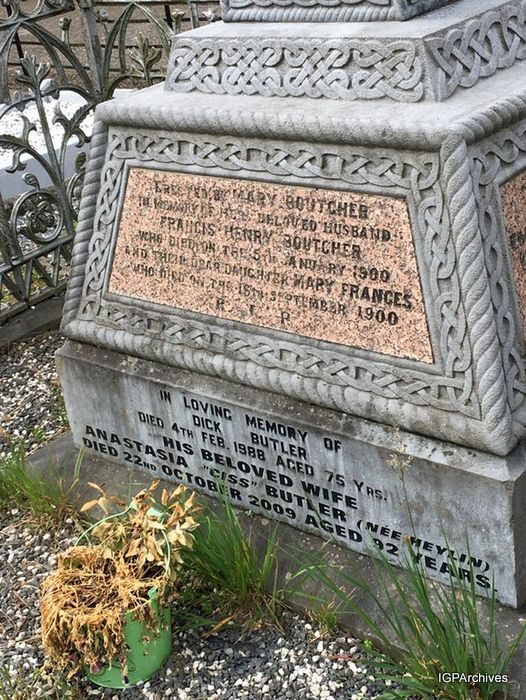 ERECTED BY MARY BOUTCHER
IN MEMORY OF HER BELOVED HUSBAND
FRANCIS HENRY BOUTCHER
WHO DIED ON THE 5TH JANUARY 1900
AND THEIR DEAR DAUGHTER MARY FRANCES
WHO DIED ON THE 15TH SEPTEMBER 1900
R I P
IN LOVING MEMORY OF
DICK BUTLER
DIED 4TH FEB. 1988 AGED 75 YRS.
HIS BELOVED WIFE
ANASTASIA "CISS" BUTLER (NÉE HEYLIN)
DIED 22ND OCTOBER 2009 AGED 92 YEARS.
IGPArchives